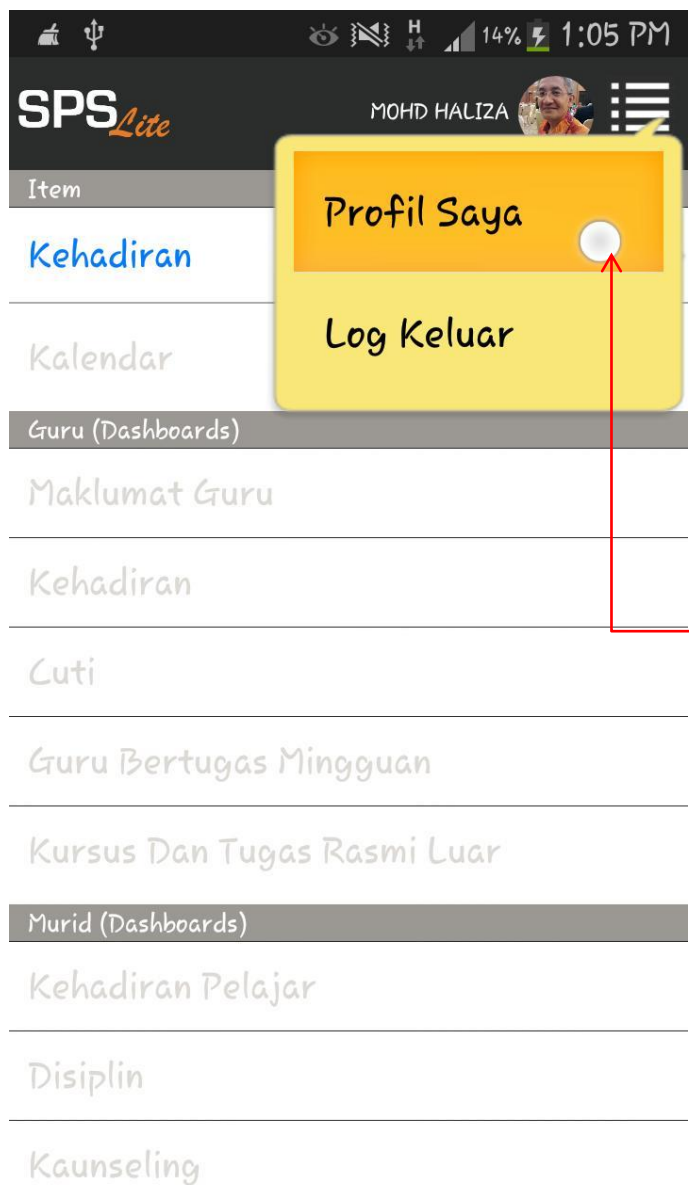 H 14% 1:05 PM
SPS Lite MOHD HALIZA
Item
Profil Saya
Kehadiran
Log Keluar
Kalendar
Guru (Dashboards)
Maklumat Guru
Kehadiran
Cuti
Guru Bertugas Mingguan
Kursus Dan Tugas Rasmi Luar
Murid (Dashboards)
Kehadiran Pelajar
Disiplin
Kaunseling